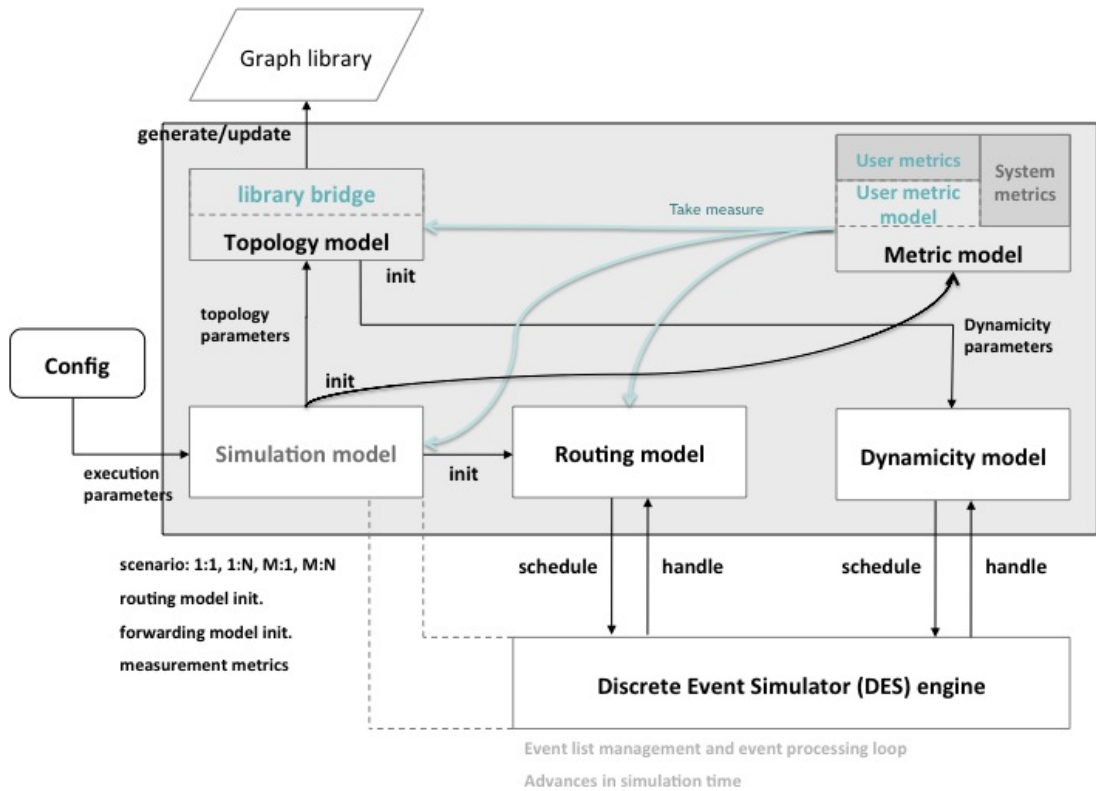 Graph library
generate/update
library bridge
Topology model
init
User metrics
User metric
model
System
metrics
Metric model
Take measure
topology
parameters
Dynamicity
parameters
Config
init
Simulation model
init
Routing model
Dynamicity model
execution
parameters
scenario: 1:1, 1:N, M:1, M:N
routing model init.
forwarding model init.
measurement metrics
schedule
handle
schedule
handle
Discrete Event Simulator (DES) engine
Event list management and event processing loop
Advances in simulation time